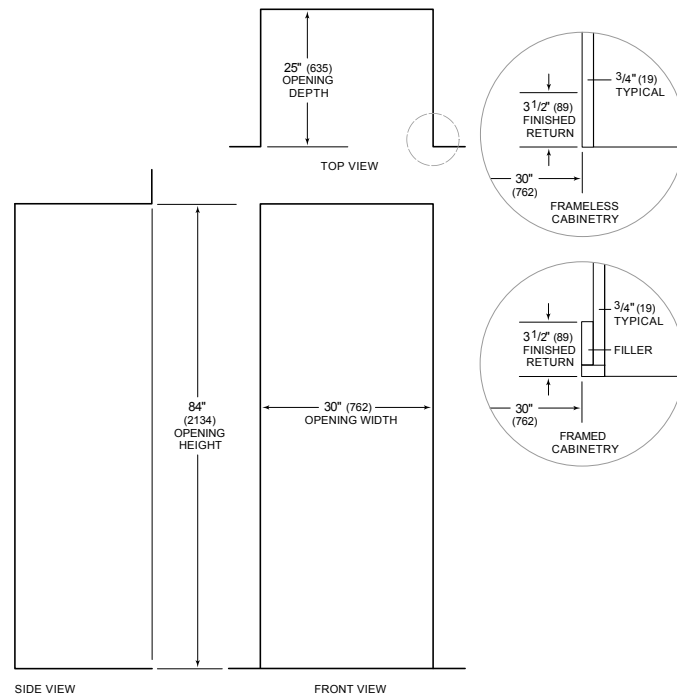 25" (635)
OPENING
DEPTH
TOP VIEW
3/4" (19)
TYPICAL
3 1/2" (89)
FINISHED
RETURN
30"
(762)
FRAMELESS
CABINETRY
3/4" (19)
TYPICAL
3 1/2" (89)
FINISHED
RETURN
FILLER
30"
(762)
FRAMED
CABINETRY
84"
(2134)
OPENING
HEIGHT
30" (762)
OPENING WIDTH
SIDE VIEW
FRONT VIEW